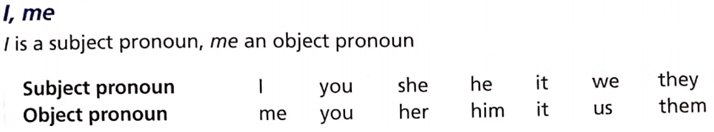 I, me
I is a subject pronoun, me an object pronoun
Subject pronoun I you she he it we they
Object pronoun me you her him it us them